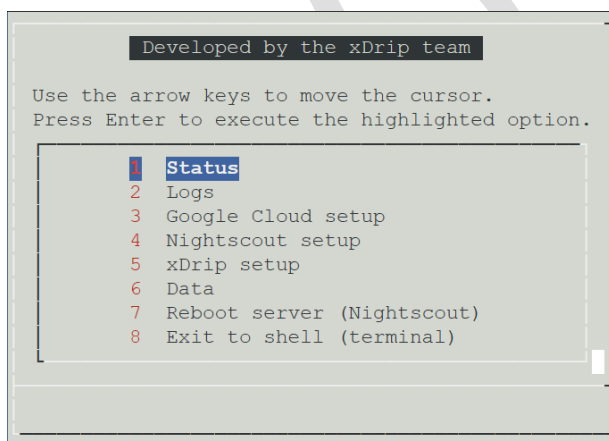 Developed by the xDrip team
Use the arrow keys to move the cursor.
Press Enter to execute the highlighted option.
1 Status
2 Logs
3 Google Cloud setup
4 Nightscout setup
5 xDrip setup
6 Data
7 Reboot server (Nightscout)
8 Exit to shell (terminal)